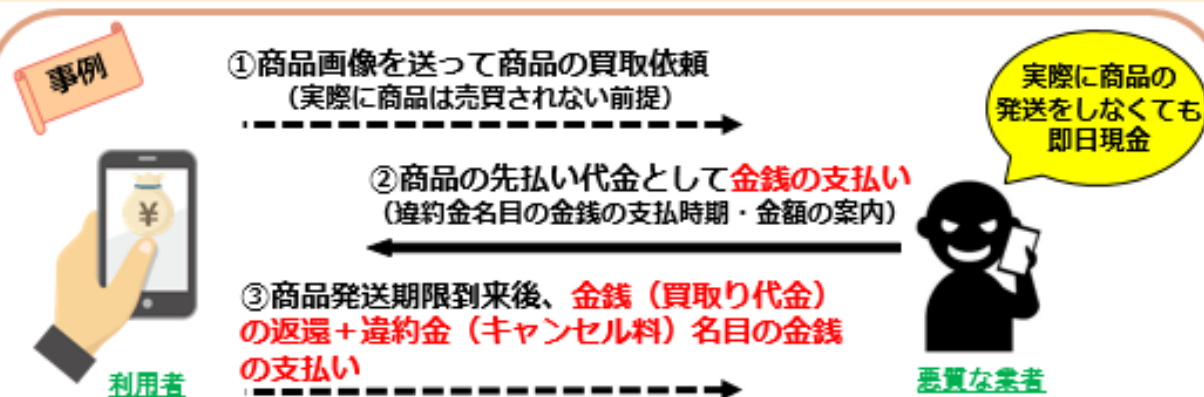 事例
①商品画像を送って商品の買取依頼
（実際に商品は売買されない前提）
実際に商品の
発送をしなくても
即日現金
¥
②商品の先払い代金として金銭の支払い
（違約金名目の金銭の支払時期・金額の案内）
③商品発送期限到来後、金銭（買取り代金）
の返還＋違約金（キャンセル料）名目の金銭
の支払い
利用者
悪質な業者